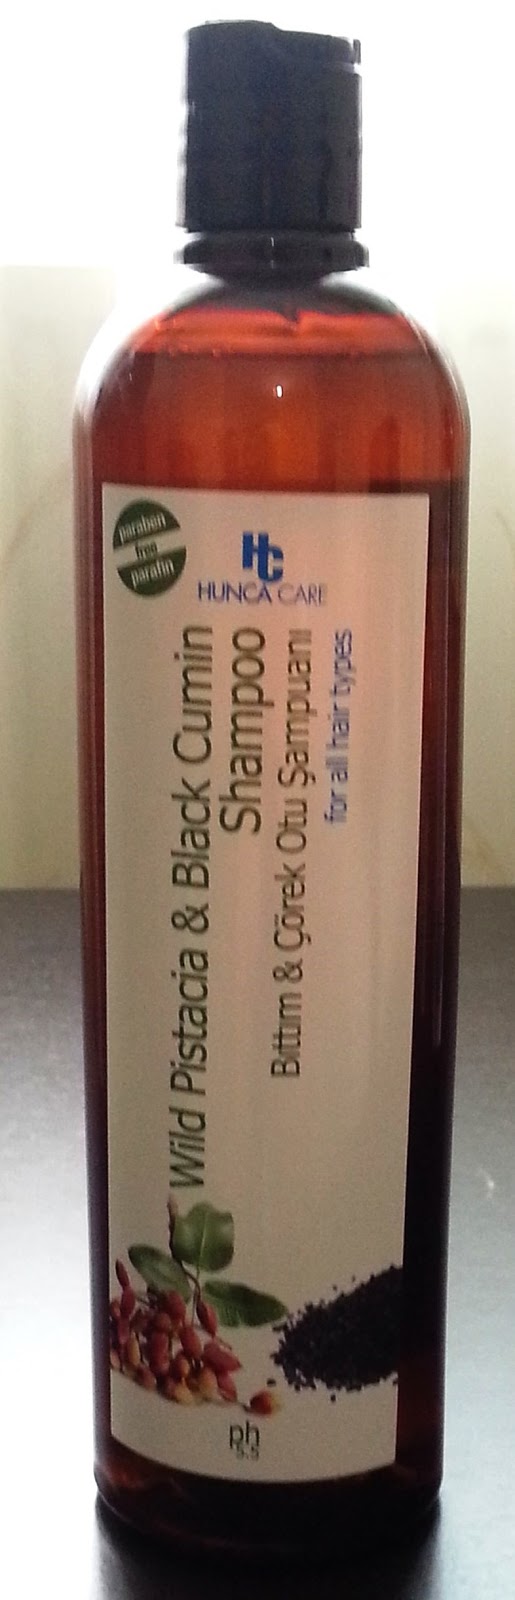 paraben
free
parafin
HC
HUNCA CARE
Wild Pistacia & Black Cumin
Shampoo
Bıttım & Çörek Otu Şampuanı
for all hair types
ph
5.5